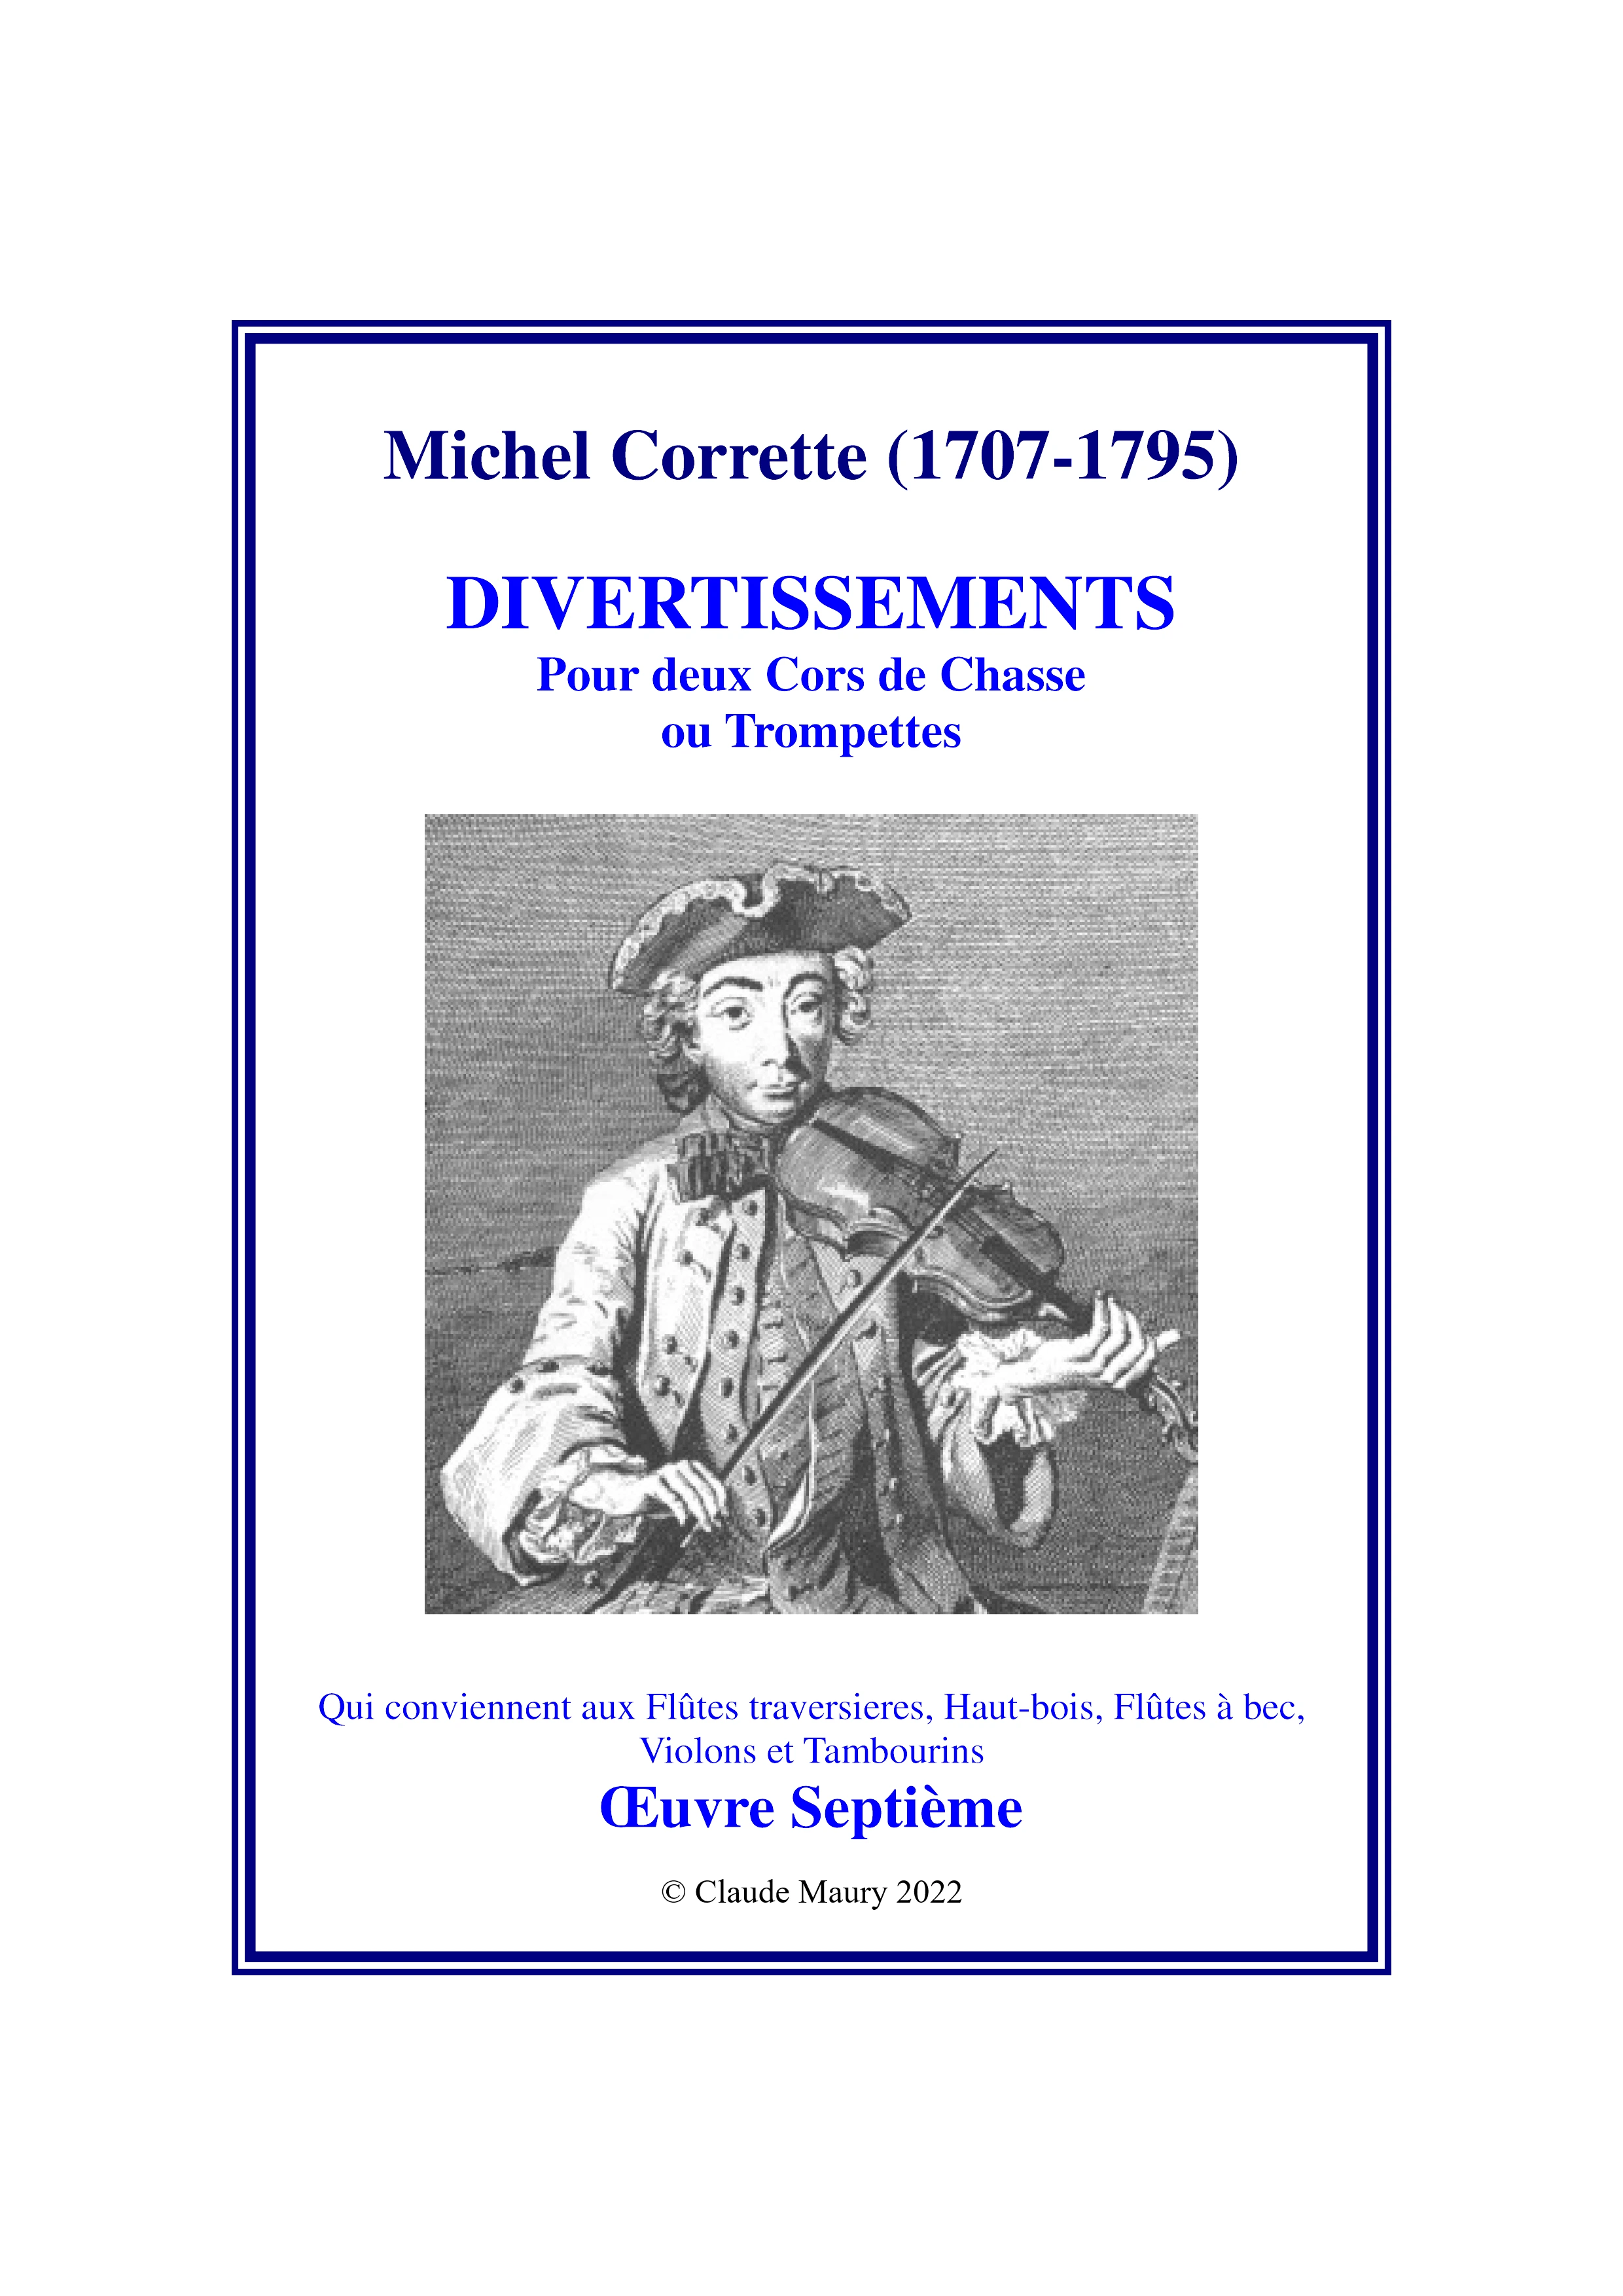 Michel Corrette (1707-1795)
DIVERTISSEMENTS
Pour deux Cors de Chasse
ou Trompettes
Qui conviennent aux Flûtes traversieres, Haut-bois, Flûtes à bec,
Violons et Tambourins
Œuvre Septième
© Claude Maury 2022